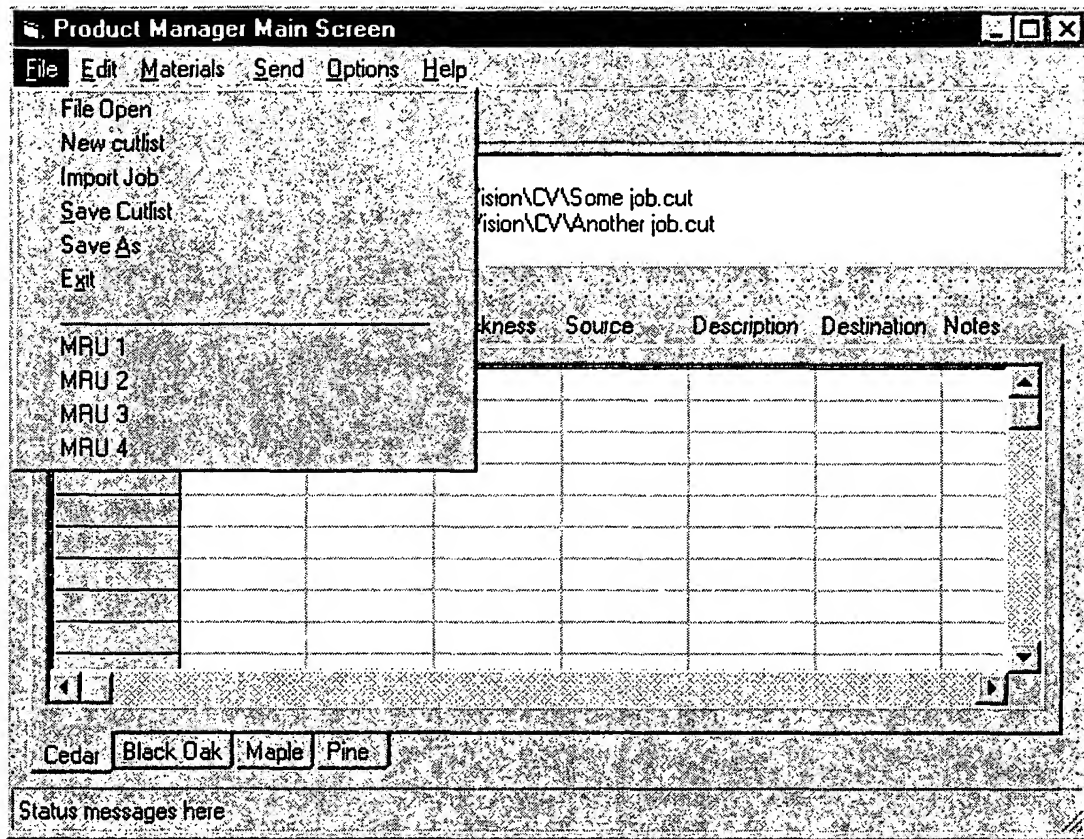 Product Manager Main Screen
File Edit Materials Send Options Help
File Open
New cutlist
Import Job
Save Cutlist
Save As
Exit
MRU 1
MRU 2
MRU 3
MRU 4
ision\CV\Some job.cut
ision\CV\Another job.cut
kness Source Description Destination Notes
Cedar Black Oak Maple Pine
Status messages here